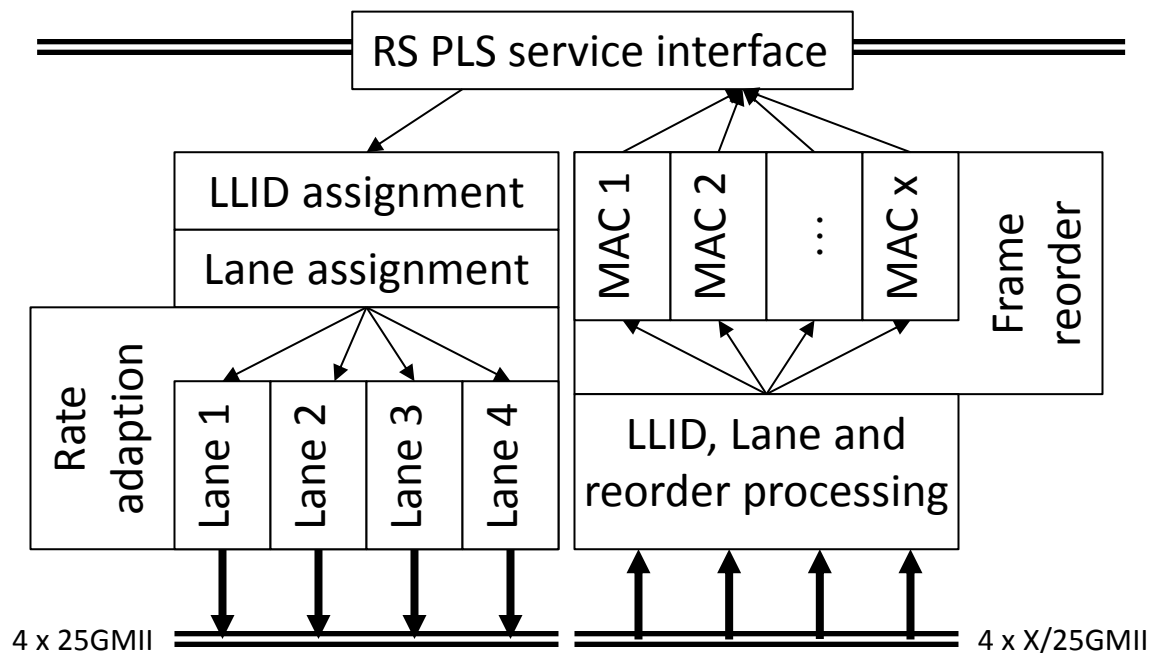 RS PLS service interface
LLID assignment
Lane assignment
Rate
adaption
Lane 1
Lane 2
Lane 3
Lane 4
MAC 1
MAC 2
…
MAC x
Frame
reorder
LLID, Lane and
reorder processing
4 x 25GMII
4 x X/25GMII